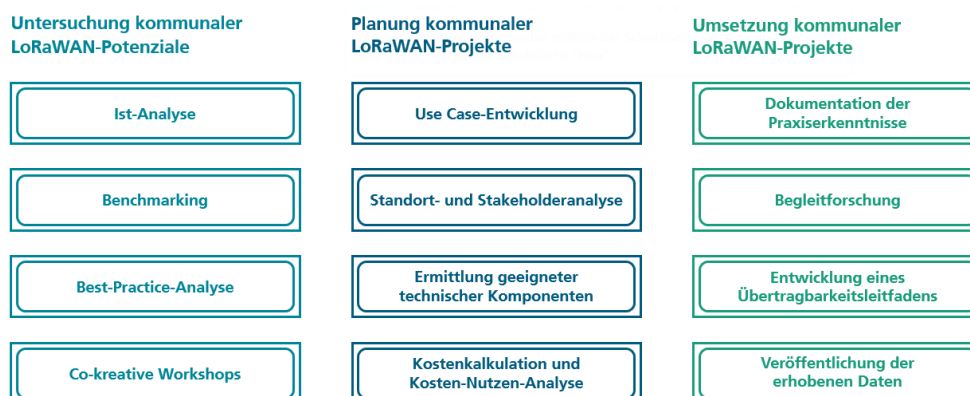 Untersuchung kommunaler
LoRaWAN-Potenziale
Ist-Analyse
Benchmarking
Best-Practice-Analyse
Co-kreative Workshops
Planung kommunaler
LoRaWAN-Projekte
Use Case-Entwicklung
Standort- und Stakeholderanalyse
Ermittlung geeigneter
technischer Komponenten
Kostenkalkulation und
Kosten-Nutzen-Analyse
Umsetzung kommunaler
LoRaWAN-Projekte
Dokumentation der
Praxiserkenntnisse
Begleitforschung
Entwicklung eines
Übertragbarkeitsleitfadens
Veröffentlichung der
erhobenen Daten